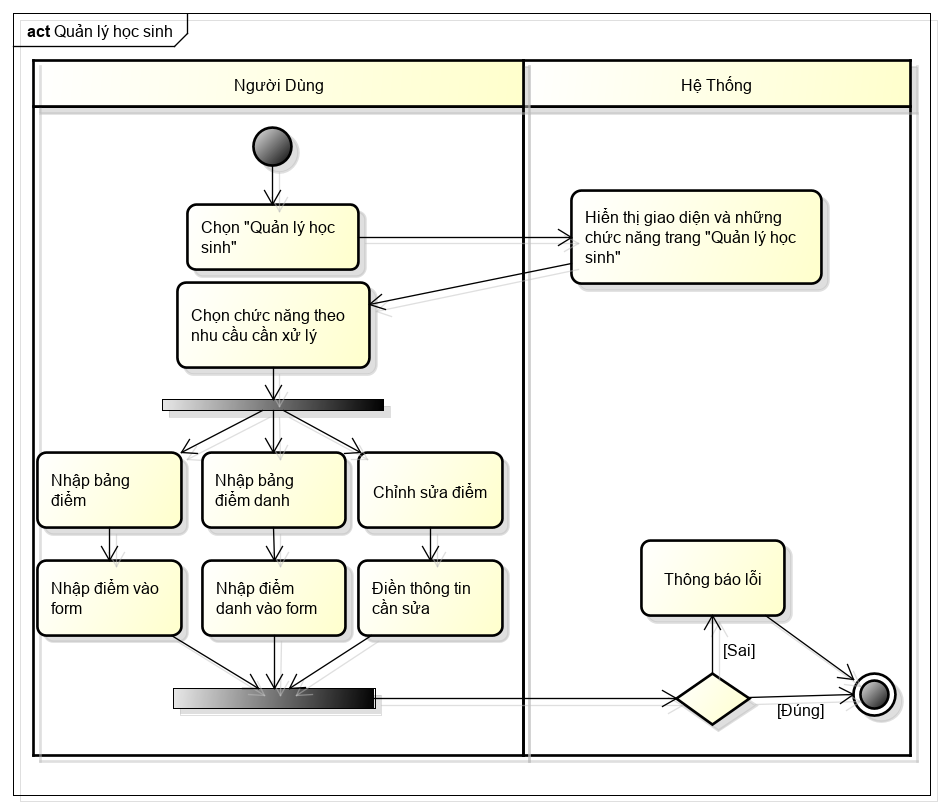 act Quản lý học sinh
Người Dùng
Hệ Thống
Chọn "Quản lý học
sinh"
Hiển thị giao diện và những
chức năng trang "Quản lý học
sinh"
Chọn chức năng theo
nhu cầu cần xử lý
Nhập bảng
điểm
Nhập bảng
điểm danh
Chỉnh sửa điểm
Nhập điểm vào
form
Nhập điểm
danh vào form
Điền thông tin
cần sửa
Thông báo lỗi
[Sai]
[Đúng]